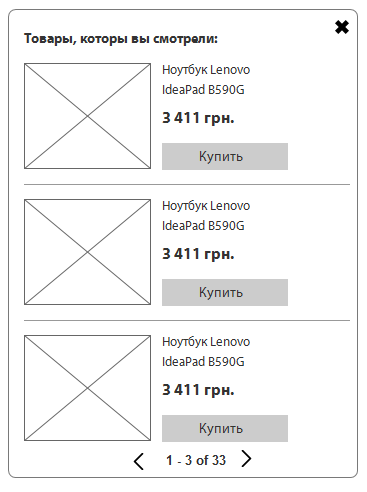 Товары, которы вы смотрели:
Ноутбук Lenovo
IdeaPad B590G
3 411 грн.
Купить
Ноутбук Lenovo
IdeaPad B590G
3 411 грн.
Купить
Ноутбук Lenovo
IdeaPad B590G
3 411 грн.
Купить
1 - 3 of 33